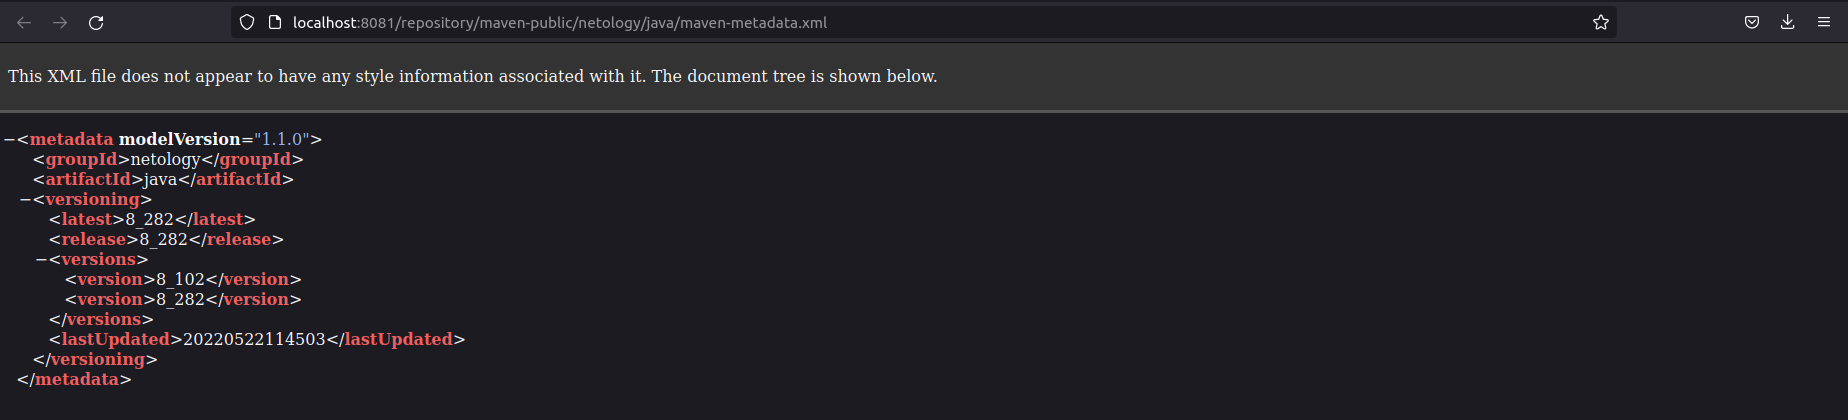 localhost:8081/repository/maven-public/netology/java/maven-metadata.xml
This XML file does not appear to have any style information associated with it. The document tree is shown below.
−<metadata modelVersion="1.1.0">
<groupId>netology</groupId>
<artifactId>java</artifactId>
−<versioning>
<latest>8_282</latest>
<release>8_282</release>
−<versions>
<version>8_102</version>
<version>8_282</version>
</versions>
<lastUpdated>20220522114503</lastUpdated>
</versioning>
</metadata>